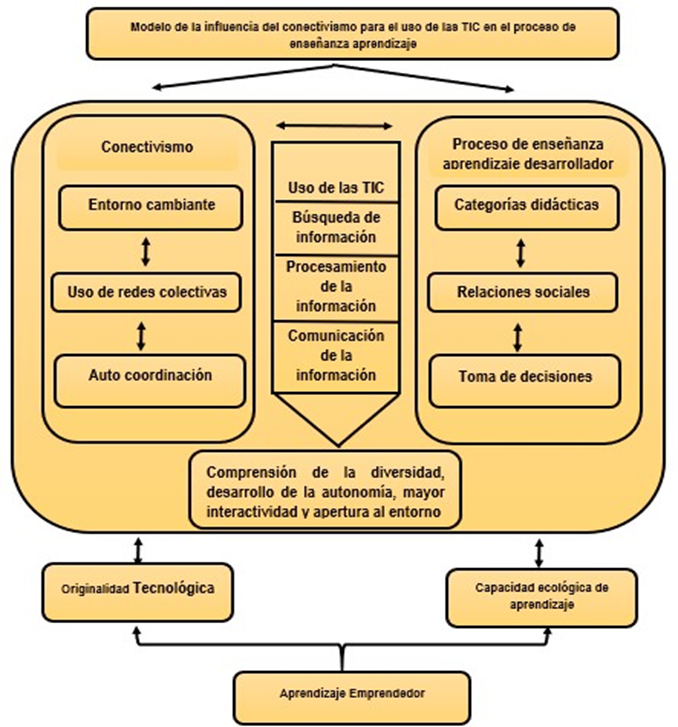 Modelo de la influencia del conectivismo para el uso de las TIC en el proceso de
enseñanza aprendizaje
Conectivismo
Entorno cambiante
Uso de redes colectivas
Auto coordinación
Uso de las TIC
Búsqueda de
información
Procesamiento
de la
información
Comunicación
de la
información
Proceso de enseñanza
aprendizaje desarrollador
Categorías didácticas
Relaciones sociales
Toma de decisiones
Comprensión de la diversidad,
desarrollo de la autonomía, mayor
interactividad y apertura al entorno
Originalidad Tecnológica
Capacidad ecológica de
aprendizaje
Aprendizaje Emprendedor